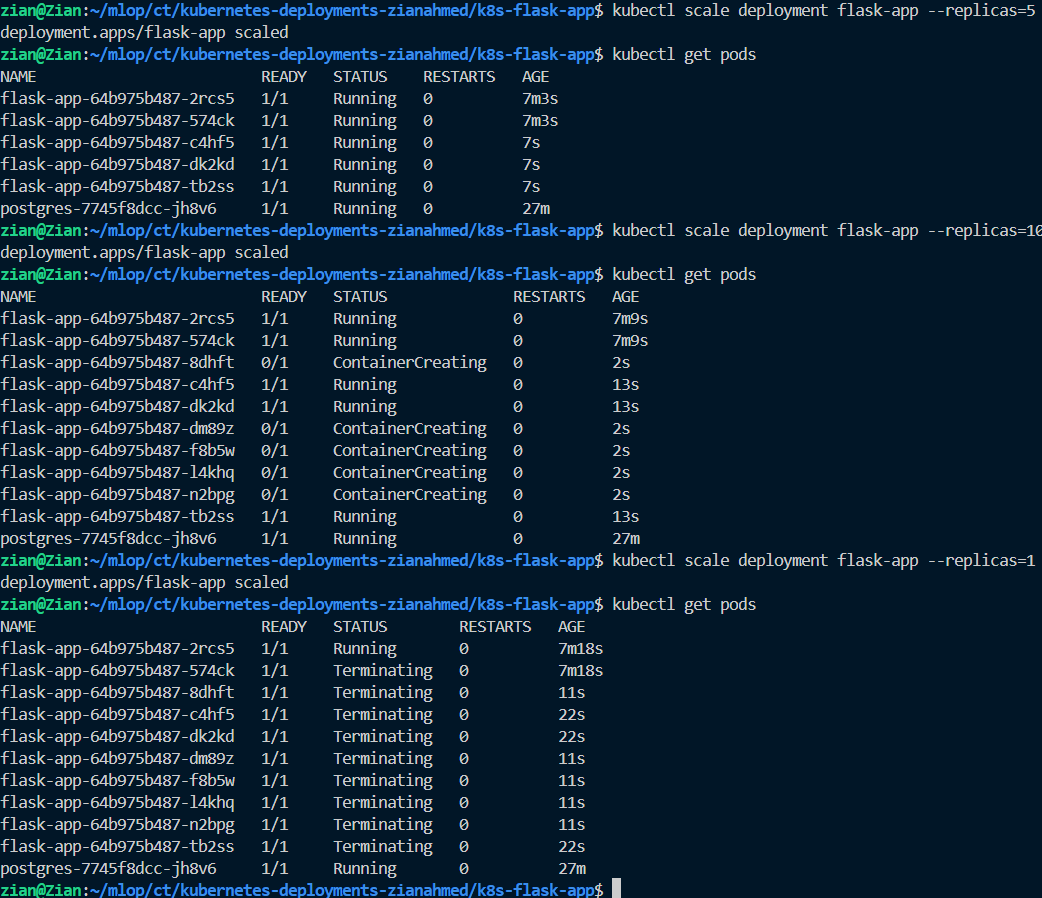 zian@Zian:~/mlop/ct/kubernetes-deployments-zianahmed/k8s-flask-app$ kubectl scale deployment flask-app --replicas=5
deployment.apps/flask-app scaled
zian@Zian:~/mlop/ct/kubernetes-deployments-zianahmed/k8s-flask-app$ kubectl get pods
NAME                         READY   STATUS    RESTARTS   AGE
flask-app-64b975b487-2rcs5   1/1     Running   0          7m3s
flask-app-64b975b487-574ck   1/1     Running   0          7m3s
flask-app-64b975b487-c4hf5   1/1     Running   0          7s
flask-app-64b975b487-dk2kd   1/1     Running   0          7s
flask-app-64b975b487-tb2ss   1/1     Running   0          7s
postgres-7745f8dcc-jh8v6     1/1     Running   0          27m
zian@Zian:~/mlop/ct/kubernetes-deployments-zianahmed/k8s-flask-app$ kubectl scale deployment flask-app --replicas=10
deployment.apps/flask-app scaled
zian@Zian:~/mlop/ct/kubernetes-deployments-zianahmed/k8s-flask-app$ kubectl get pods
NAME                         READY   STATUS              RESTARTS   AGE
flask-app-64b975b487-2rcs5   1/1     Running             0          7m9s
flask-app-64b975b487-574ck   1/1     Running             0          7m9s
flask-app-64b975b487-8dhft   0/1     ContainerCreating   0          2s
flask-app-64b975b487-c4hf5   1/1     Running             0          13s
flask-app-64b975b487-dk2kd   1/1     Running             0          13s
flask-app-64b975b487-dm89z   0/1     ContainerCreating   0          2s
flask-app-64b975b487-f8b5w   0/1     ContainerCreating   0          2s
flask-app-64b975b487-l4khq   0/1     ContainerCreating   0          2s
flask-app-64b975b487-n2bpg   0/1     ContainerCreating   0          2s
flask-app-64b975b487-tb2ss   1/1     Running             0          13s
postgres-7745f8dcc-jh8v6     1/1     Running             0          27m
zian@Zian:~/mlop/ct/kubernetes-deployments-zianahmed/k8s-flask-app$ kubectl scale deployment flask-app --replicas=1
deployment.apps/flask-app scaled
zian@Zian:~/mlop/ct/kubernetes-deployments-zianahmed/k8s-flask-app$ kubectl get pods
NAME                         READY   STATUS        RESTARTS   AGE
flask-app-64b975b487-2rcs5   1/1     Running       0          7m18s
flask-app-64b975b487-574ck   1/1     Terminating   0          7m18s
flask-app-64b975b487-8dhft   1/1     Terminating   0          11s
flask-app-64b975b487-c4hf5   1/1     Terminating   0          22s
flask-app-64b975b487-dk2kd   1/1     Terminating   0          22s
flask-app-64b975b487-dm89z   1/1     Terminating   0          11s
flask-app-64b975b487-f8b5w   1/1     Terminating   0          11s
flask-app-64b975b487-l4khq   1/1     Terminating   0          11s
flask-app-64b975b487-n2bpg   1/1     Terminating   0          11s
flask-app-64b975b487-tb2ss   1/1     Terminating   0          22s
postgres-7745f8dcc-jh8v6     1/1     Running       0          27m
zian@Zian:~/mlop/ct/kubernetes-deployments-zianahmed/k8s-flask-app$